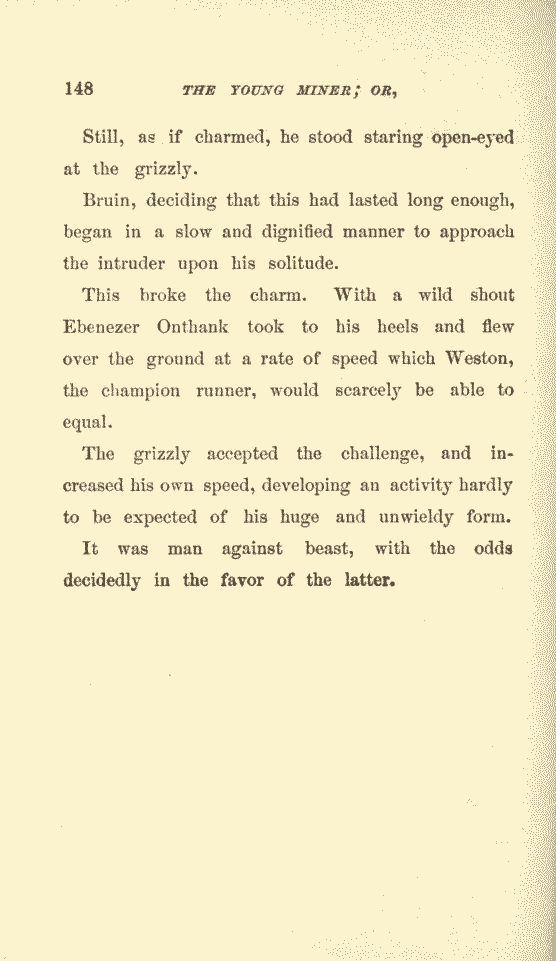 148 THE YOUNG MINER; OR,
Still, as if charmed, he stood staring open-eyed
at the grizzly.
Bruin, deciding that this had lasted long enough,
began in a slow and dignified manner to approach
the intruder upon his solitude.
This broke the charm. With a wild shout
Ebenezer Onthank took to his heels and flew
over the ground at a rate of speed which Weston,
the champion runner, would scarcely be able to
equal.
The grizzly accepted the challenge, and in-
creased his own speed, developing an activity hardly
to be expected of his huge and unwieldy form.
It was man against beast, with the odds
decidedly in the favor of the latter.